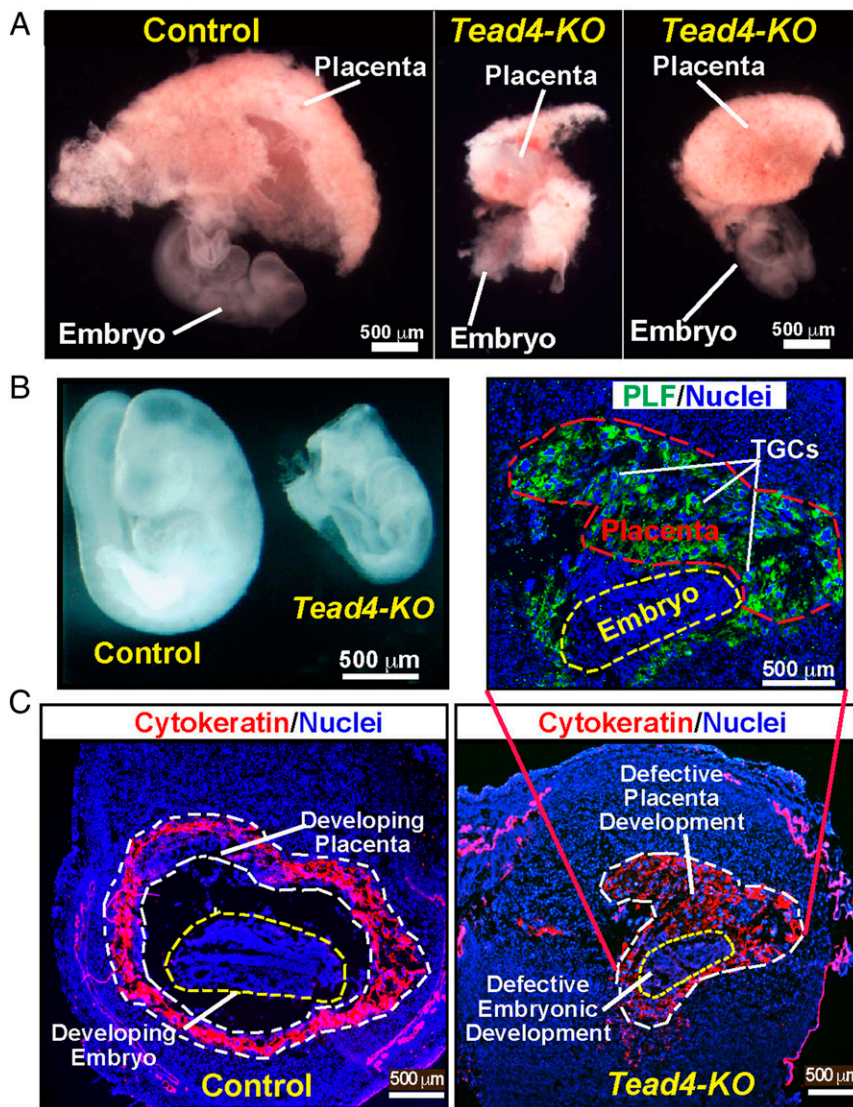 A
Control
Placenta
Embryo
500 μm
Tead4-KO
Placenta
Embryo
500 μm
Tead4-KO
Placenta
Embryo
500 μm
B
Control
Tead4-KO
500 μm
PLF/Nuclei
TGCs
Placenta
Embryo
500 μm
C
Cytokeratin/Nuclei
Developing
Placenta
Developing
Embryo
Control
500 μm
Cytokeratin/Nuclei
Defective
Placenta
Development
Defective
Embryonic
Development
Tead4-KO
500 μm